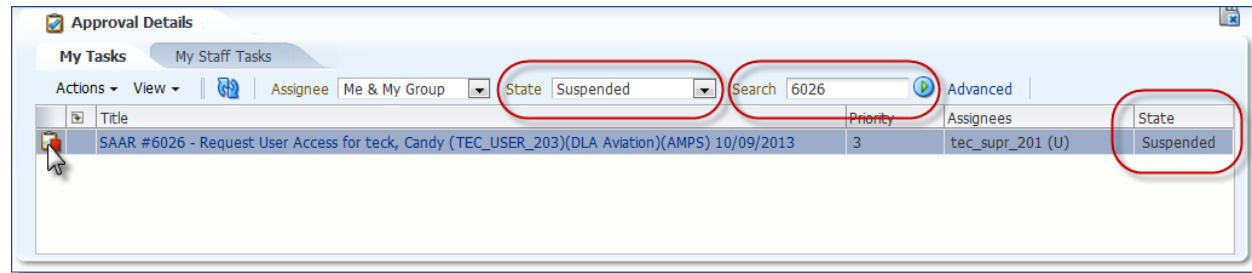 Approval Details
My Tasks My Staff Tasks
Actions View Assignee Me & My Group State Suspended Search 6026 Advanced
Title Priority Assignees State
SAAR #6026 - Request User Access for teck, Candy (TEC_USER_203)(DLA Aviation)(AMPS) 10/09/2013 3 tec_supr_201 (U) Suspended